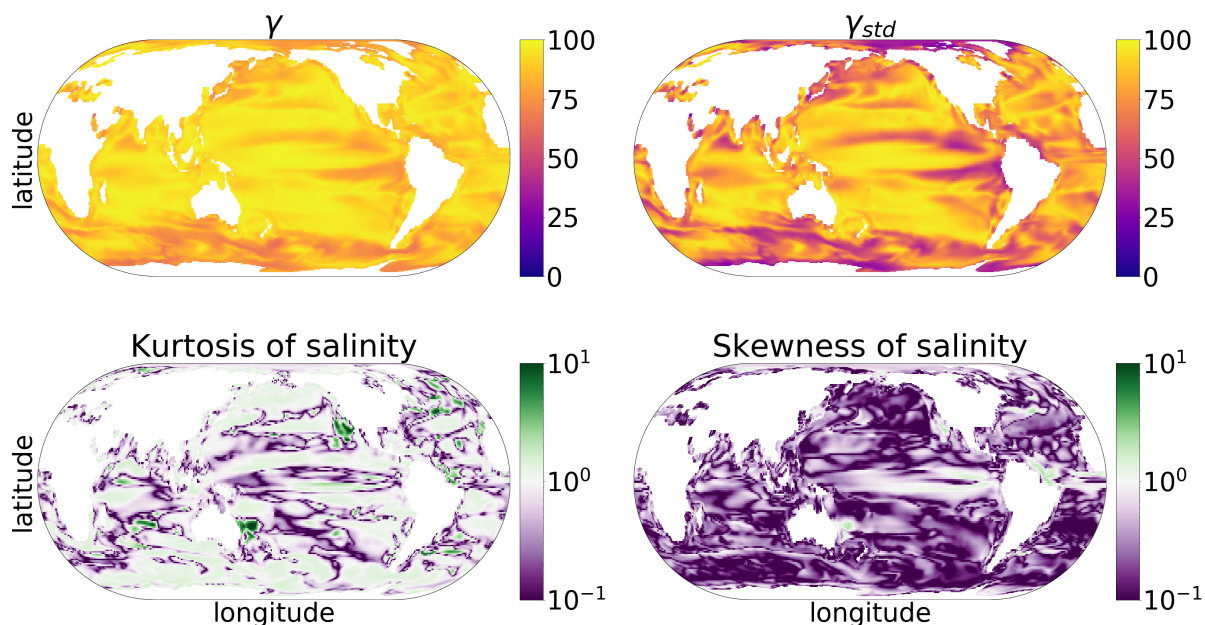 γ
γstd
100
75
50
25
0
100
75
50
25
0
latitude
Kurtosis of salinity
Skewness of salinity
10¹
10⁰
10⁻¹
10¹
10⁰
10⁻¹
latitude
longitude
longitude